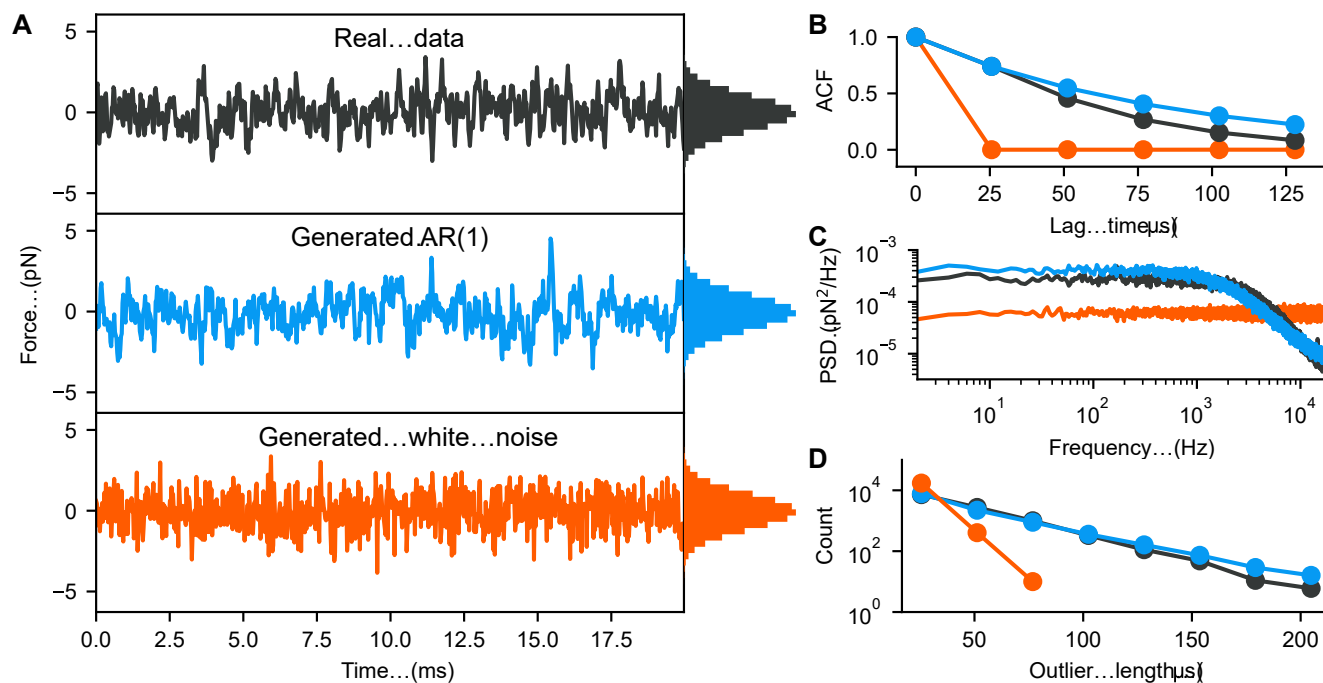 A
Real…data
5
0
−5
Generated.AR(1)
5
0
−5
Generated…white…noise
5
0
−5
Force…(pN)
0.0 2.5 5.0 7.5 10.0 12.5 15.0 17.5
Time…(ms)
B
1.0
0.5
0.0
ACF
0 25 50 75 100 125
Lag…time…(µs)
C
10⁻³
10⁻⁴
10⁻⁵
PSD.(pN²/Hz)
10¹ 10² 10³ 10⁴
Frequency…(Hz)
D
10⁴
10²
10⁰
Count
50 100 150 200
Outlier…length…(µs)